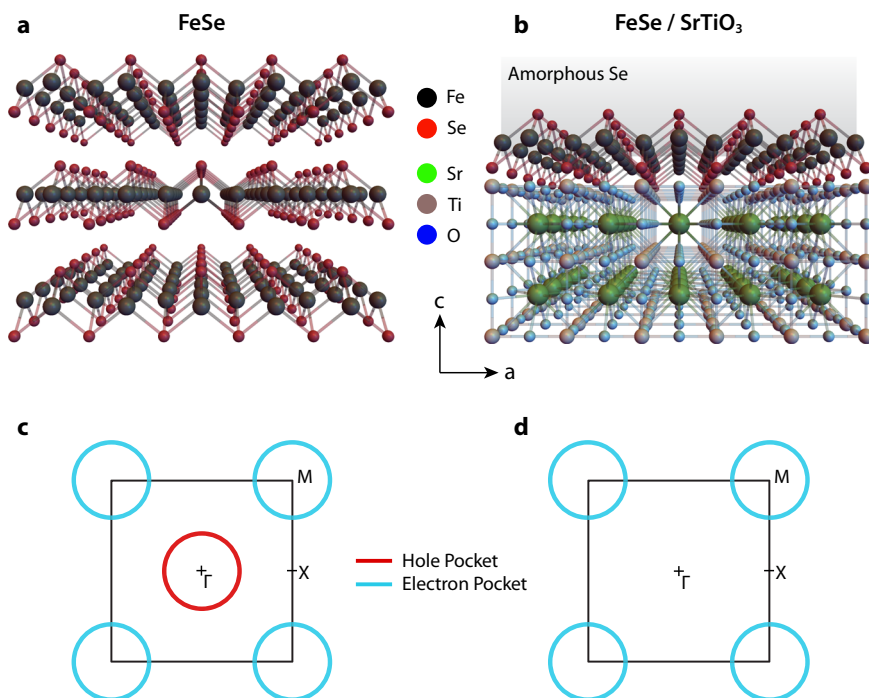 a
FeSe
b
FeSe / SrTiO₃
Amorphous Se
Fe
Se
Sr
Ti
O
c
a
c
M
Γ
X
Hole Pocket
Electron Pocket
d
M
Γ
X